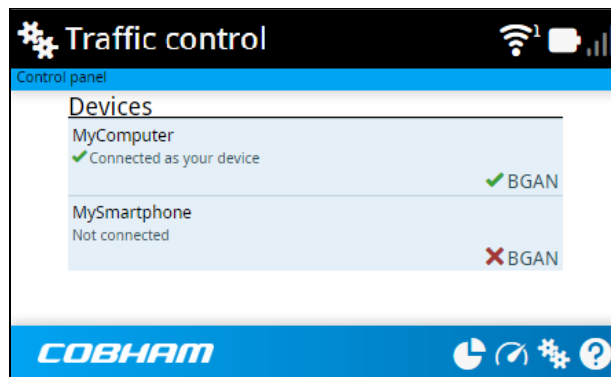 Traffic control
1
Control panel
Devices
MyComputer
Connected as your device
BGAN
MySmartphone
Not connected
BGAN
COBHAM
?